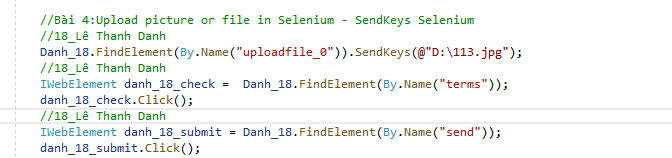 //Bài 4:Upload picture or file in Selenium - SendKeys Selenium
//18_Lê Thanh Danh
Danh_18.FindElement(By.Name("uploadfile_0")).SendKeys(@"D:\113.jpg");
//18_Lê Thanh Danh
IWebElement danh_18_check =  Danh_18.FindElement(By.Name("terms"));
danh_18_check.Click();
//18_Lê Thanh Danh
IWebElement danh_18_submit = Danh_18.FindElement(By.Name("send"));
danh_18_submit.Click();